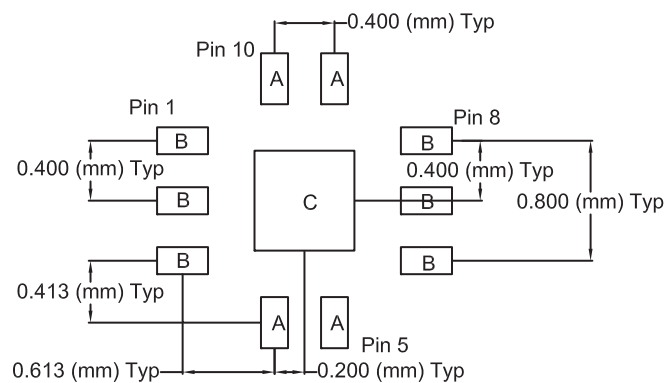 0.400 (mm) Typ
Pin 10
A A
Pin 1
Pin 8
B B
0.400 (mm) Typ 0.400 (mm) Typ
B C B 0.800 (mm) Typ
B B
0.413 (mm) Typ
A A
Pin 5
0.613 (mm) Typ 0.200 (mm) Typ